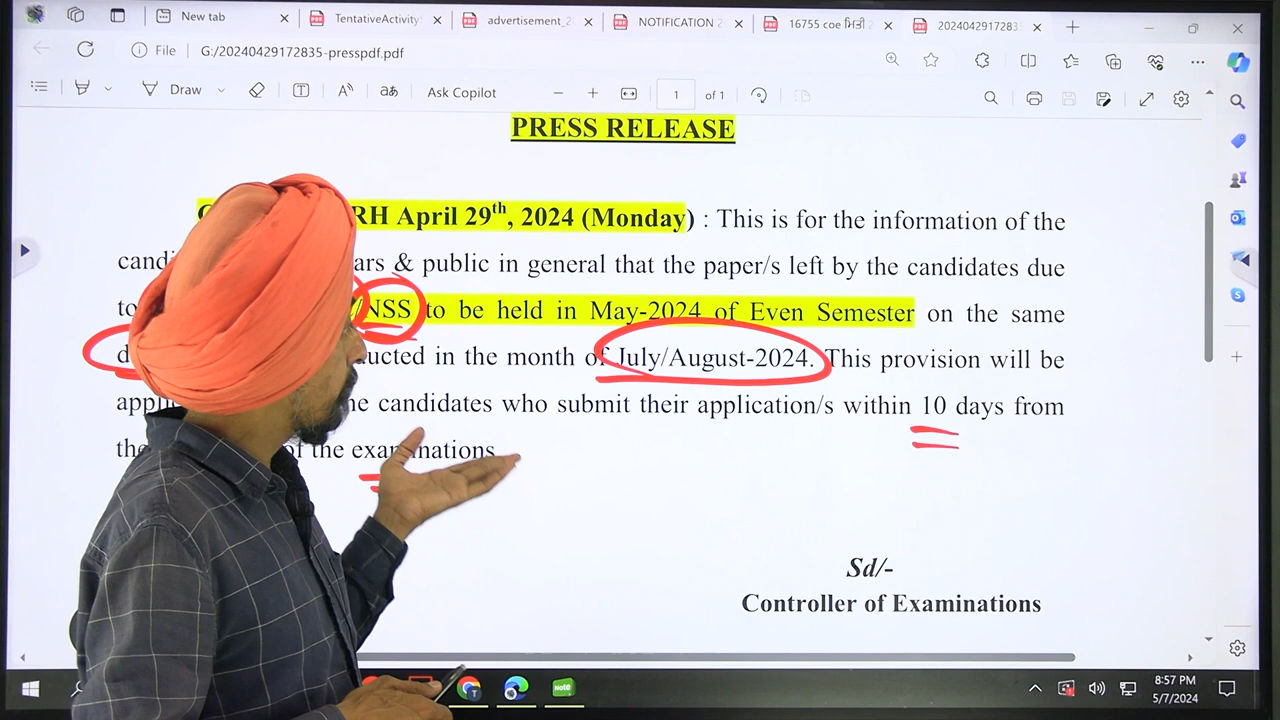 New tab
TentativeActivity
advertisement_2
NOTIFICATION 2
16755 coe ਮਿਤੀ 2
2024042917283
File
G:/20240429172835-presspdf.pdf
Draw
aあ
Ask Copilot
1
of 1
PRESS RELEASE
RH April 29th, 2024 (Monday) : This is for the information of the
candi ars & public in general that the paper/s left by the candidates due
to /NSS to be held in May-2024 of Even Semester on the same
d ucted in the month of July/August-2024. This provision will be
appli ne candidates who submit their application/s within 10 days from
the of the examinations.
Sd/-
Controller of Examinations
Note
8:57 PM
5/7/2024